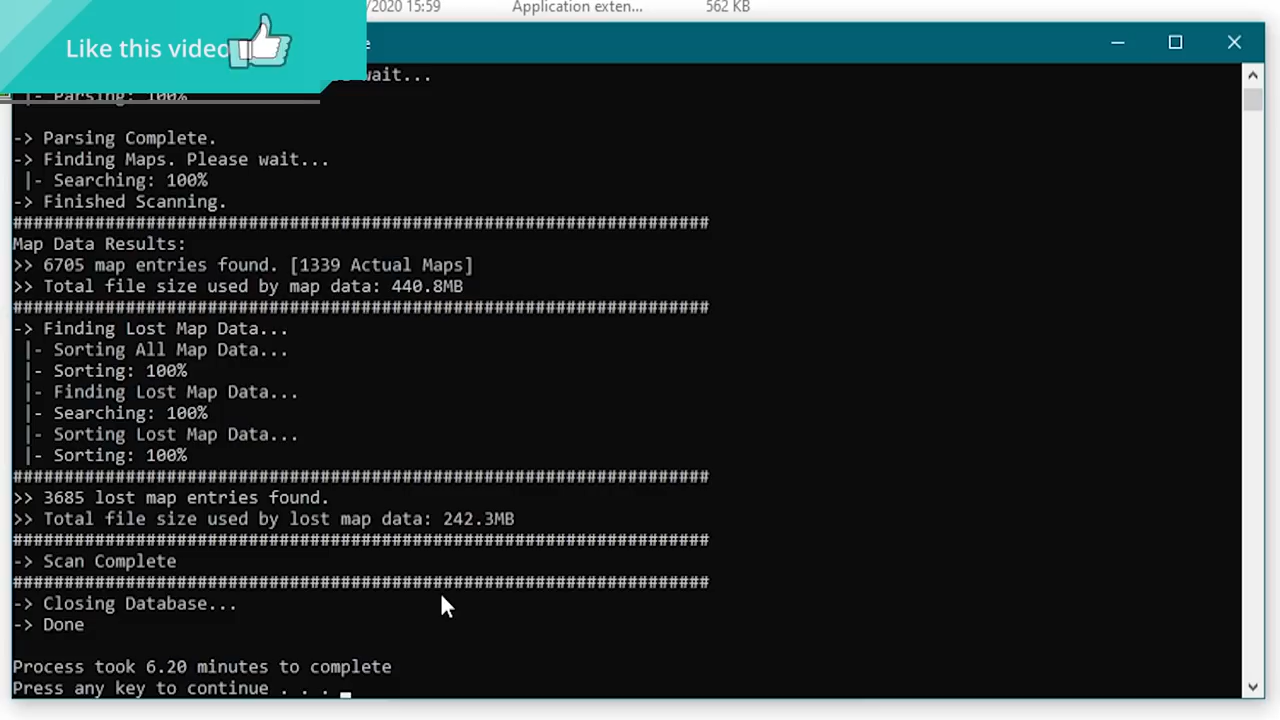 /2020 15:59 Application exten... 562 KB
Like this video
wait...
|- Parsing: 100%
-> Parsing Complete.
-> Finding Maps. Please wait...
|- Searching: 100%
-> Finished Scanning.
####################################################################
Map Data Results:
>> 6705 map entries found. [1339 Actual Maps]
>> Total file size used by map data: 440.8MB
####################################################################
-> Finding Lost Map Data...
|- Sorting All Map Data...
|- Sorting: 100%
|- Finding Lost Map Data...
|- Searching: 100%
|- Sorting Lost Map Data...
|- Sorting: 100%
####################################################################
>> 3685 lost map entries found.
>> Total file size used by lost map data: 242.3MB
####################################################################
-> Scan Complete
####################################################################
-> Closing Database...
-> Done
Process took 6.20 minutes to complete
Press any key to continue . . .